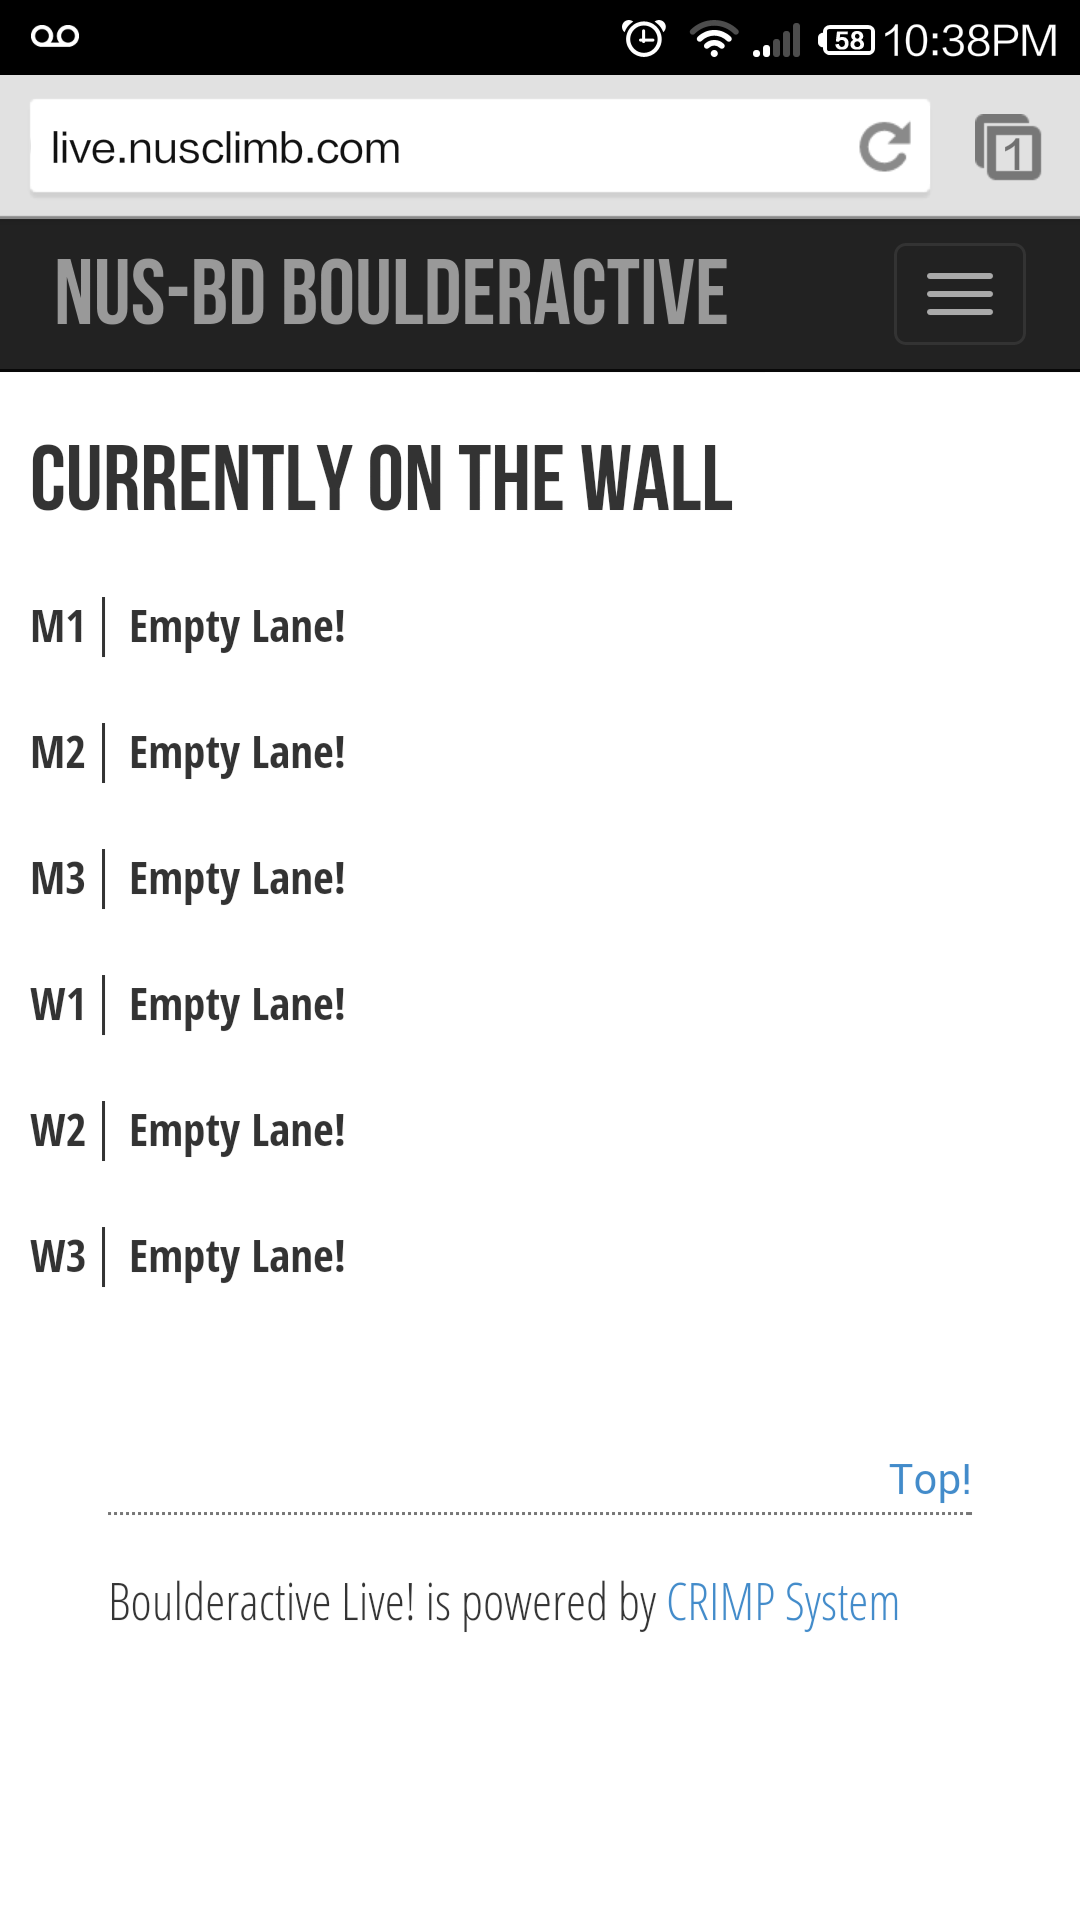 58 10:38PM
live.nusclimb.com
1
NUS-BD BOULDERACTIVE
CURRENTLY ON THE WALL
M1 Empty Lane!
M2 Empty Lane!
M3 Empty Lane!
W1 Empty Lane!
W2 Empty Lane!
W3 Empty Lane!
Top!
Boulderactive Live! is powered by CRIMP System